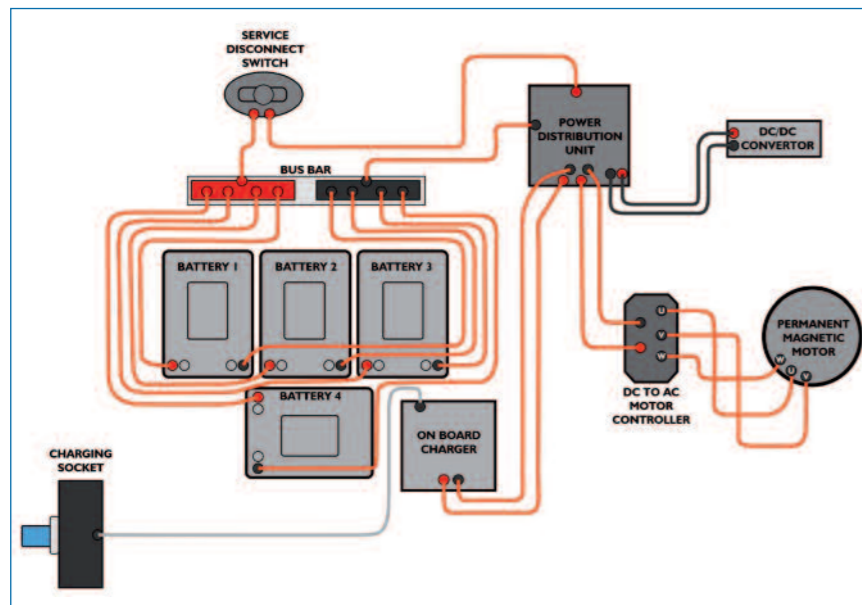 SERVICE
DISCONNECT
SWITCH
POWER
DISTRIBUTION
UNIT
DC/DC
CONVERTOR
BUS BAR
BATTERY 1
BATTERY 2
BATTERY 3
U
V
W
PERMANENT
MAGNETIC
MOTOR
W
U
V
DC TO AC
MOTOR
CONTROLLER
BATTERY 4
ON BOARD
CHARGER
CHARGING
SOCKET